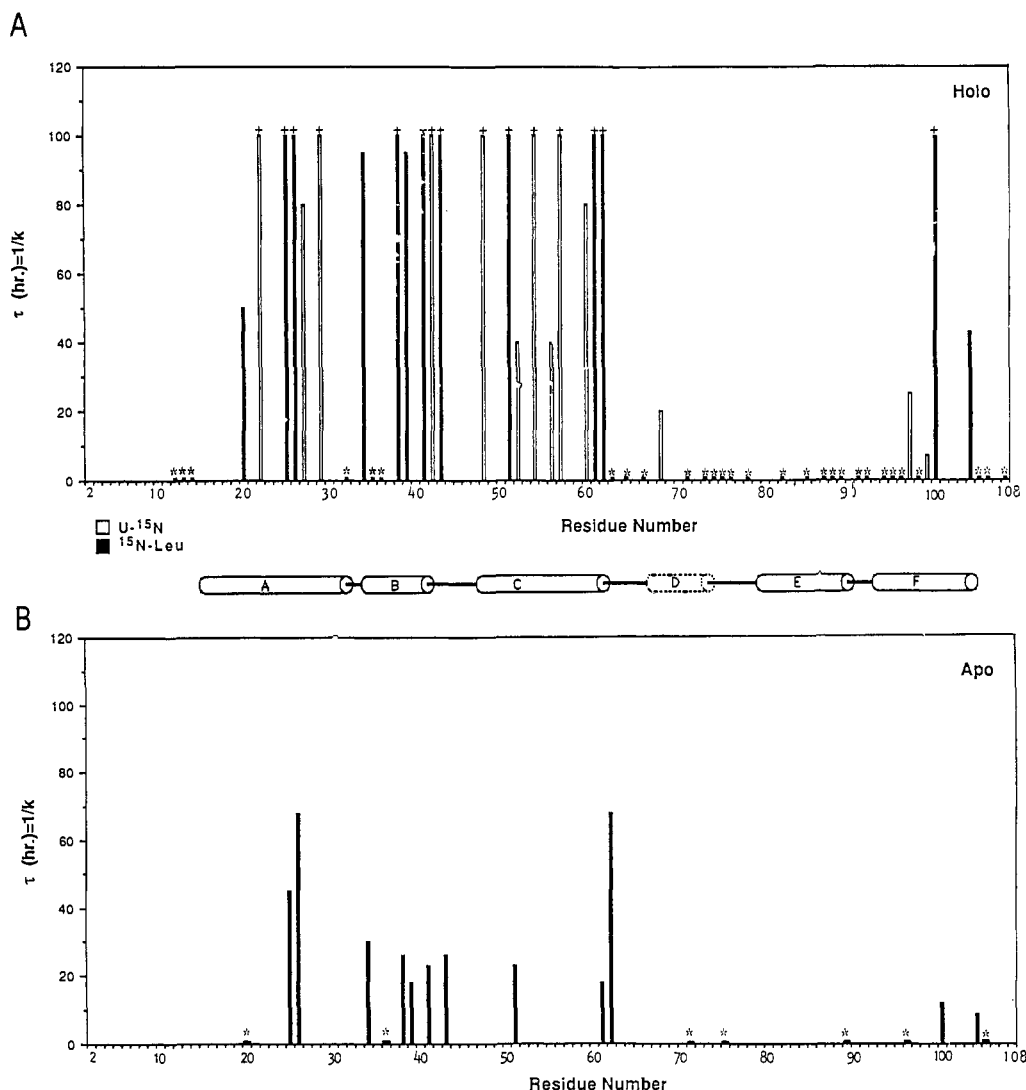 A
Holo
τ (hr.)=1/k
120
100
80
60
40
20
0
2 10 20 30 40 50 60 70 80 91 100 108
Residue Number
U-¹⁵N
¹⁵N-Leu
A B C D E F
B
Apo
τ (hr.)=1/k
120
100
80
60
40
20
0
2 10 20 30 40 50 60 70 80 90 100 108
Residue Number